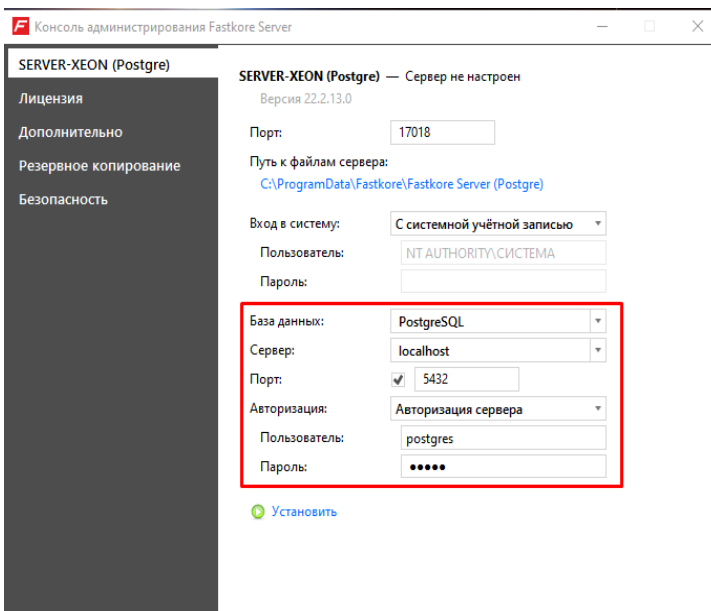 Консоль администрирования Fastkore Server
SERVER-XEON (Postgre)
Лицензия
Дополнительно
Резервное копирование
Безопасность
SERVER-XEON (Postgre) — Сервер не настроен
Версия 22.2.13.0
Порт: 17018
Путь к файлам сервера:
C:\ProgramData\Fastkore\Fastkore Server (Postgre)
Вход в систему: С системной учётной записью
Пользователь: NT AUTHORITY\СИСТЕМА
Пароль:
База данных: PostgreSQL
Сервер: localhost
Порт: 5432
Авторизация: Авторизация сервера
Пользователь: postgres
Пароль: •••••
Установить